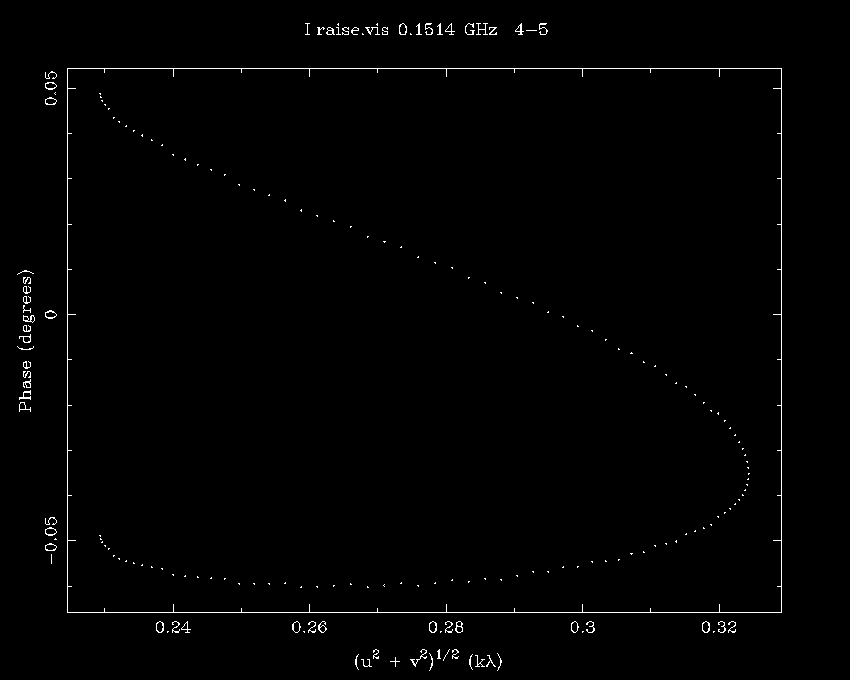 I raise.vis 0.1514 GHz 4−5
0.05
0
−0.05
Phase (degrees)
0.24 0.26 0.28 0.3 0.32
(u² + v²)¹/² (kλ)